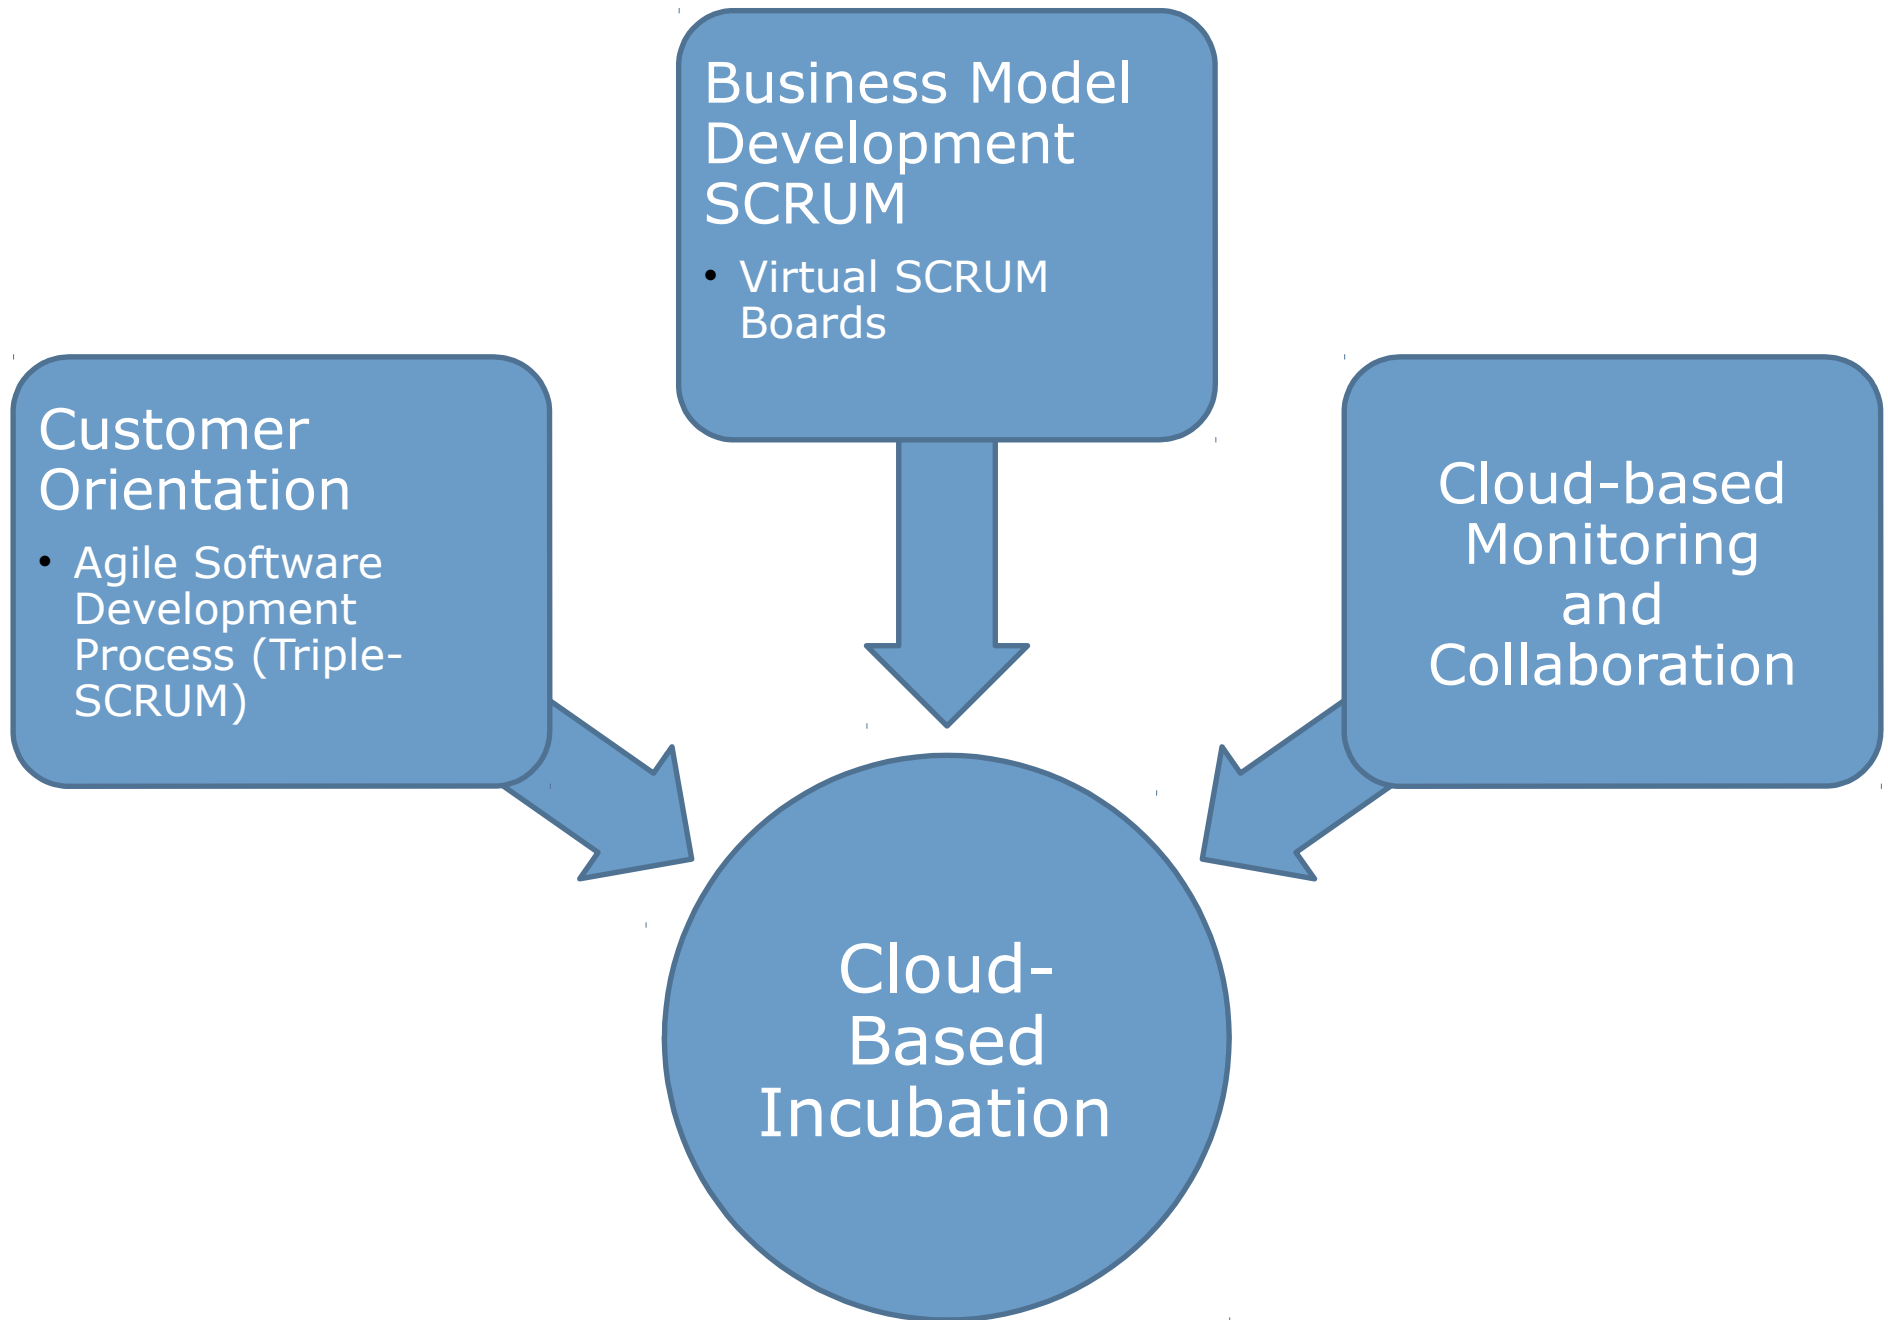 Business Model
Development
SCRUM
• Virtual SCRUM
Boards
Customer
Orientation
• Agile Software
Development
Process (Triple-
SCRUM)
Cloud-based
Monitoring
and
Collaboration
Cloud-
Based
Incubation